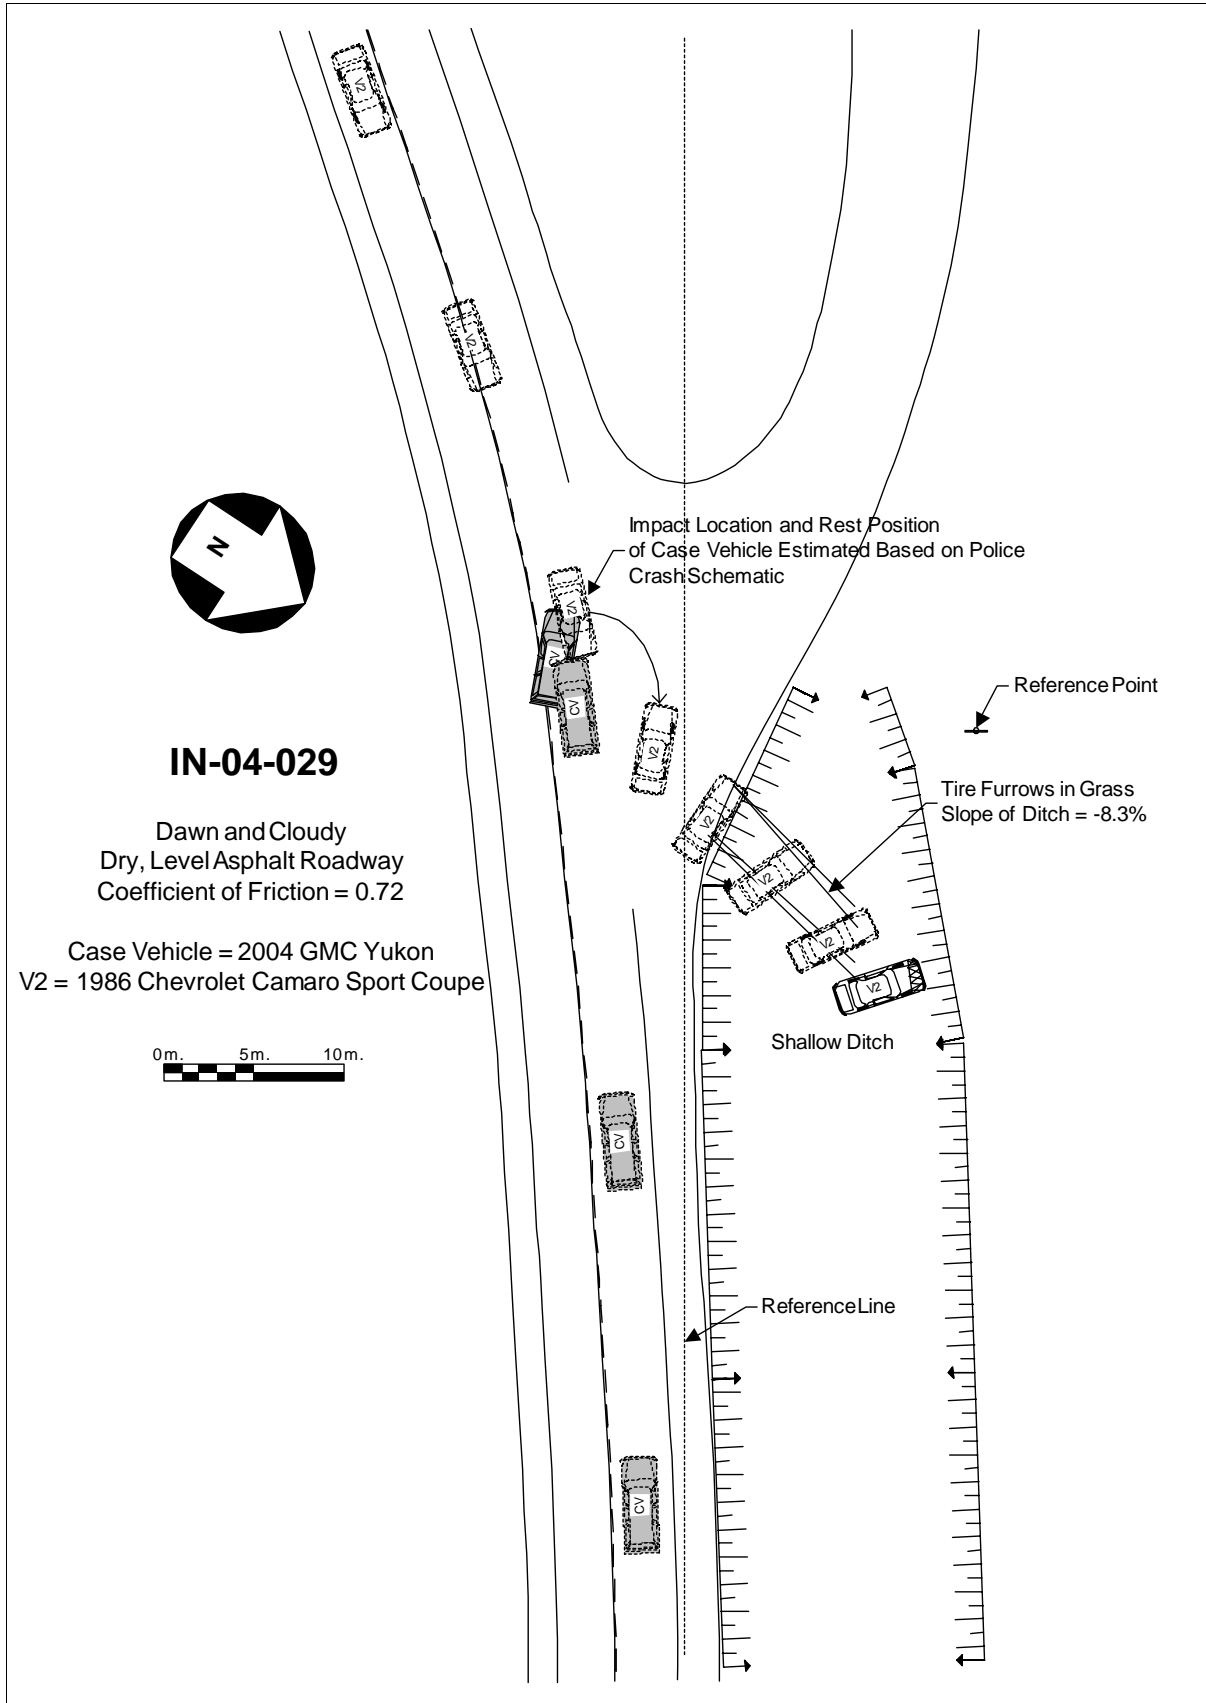 V2
V2
Impact Location and Rest Position
of Case Vehicle Estimated Based on Police
Crash Schematic
N
V2
CV
CV
V2
Reference Point
IN-04-029
Tire Furrows in Grass
Slope of Ditch = -8.3%
V2
Dawn and Cloudy
Dry, Level Asphalt Roadway
Coefficient of Friction = 0.72
V2
V2
Case Vehicle = 2004 GMC Yukon
V2 = 1986 Chevrolet Camaro Sport Coupe
V2
Shallow Ditch
0m. 5m. 10m.
CV
Reference Line
CV